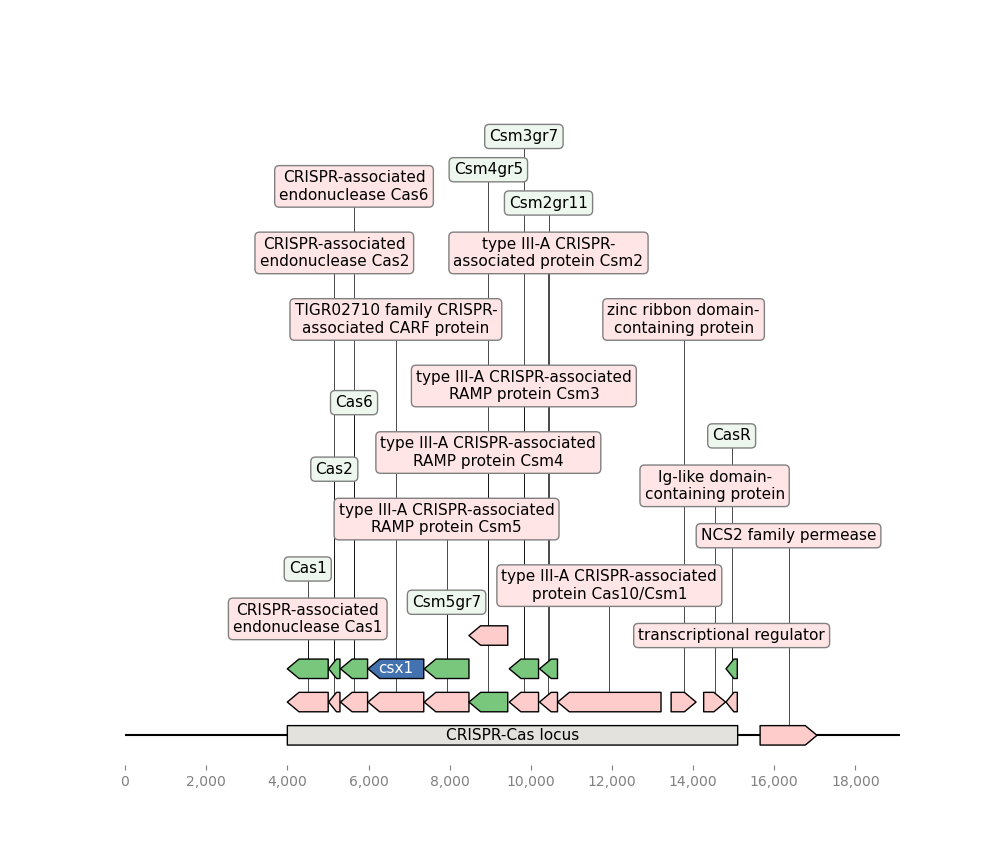 Csm3gr7
Csm4gr5
CRISPR-associated
endonuclease Cas6
Csm2gr11
CRISPR-associated
endonuclease Cas2
type III-A CRISPR-
associated protein Csm2
TIGR02710 family CRISPR-
associated CARF protein
zinc ribbon domain-
containing protein
type III-A CRISPR-associated
RAMP protein Csm3
Cas6
CasR
type III-A CRISPR-associated
RAMP protein Csm4
Cas2
Ig-like domain-
containing protein
type III-A CRISPR-associated
RAMP protein Csm5
NCS2 family permease
Cas1
type III-A CRISPR-associated
protein Cas10/Csm1
Csm5gr7
CRISPR-associated
endonuclease Cas1
transcriptional regulator
csx1
CRISPR-Cas locus
0 2,000 4,000 6,000 8,000 10,000 12,000 14,000 16,000 18,000